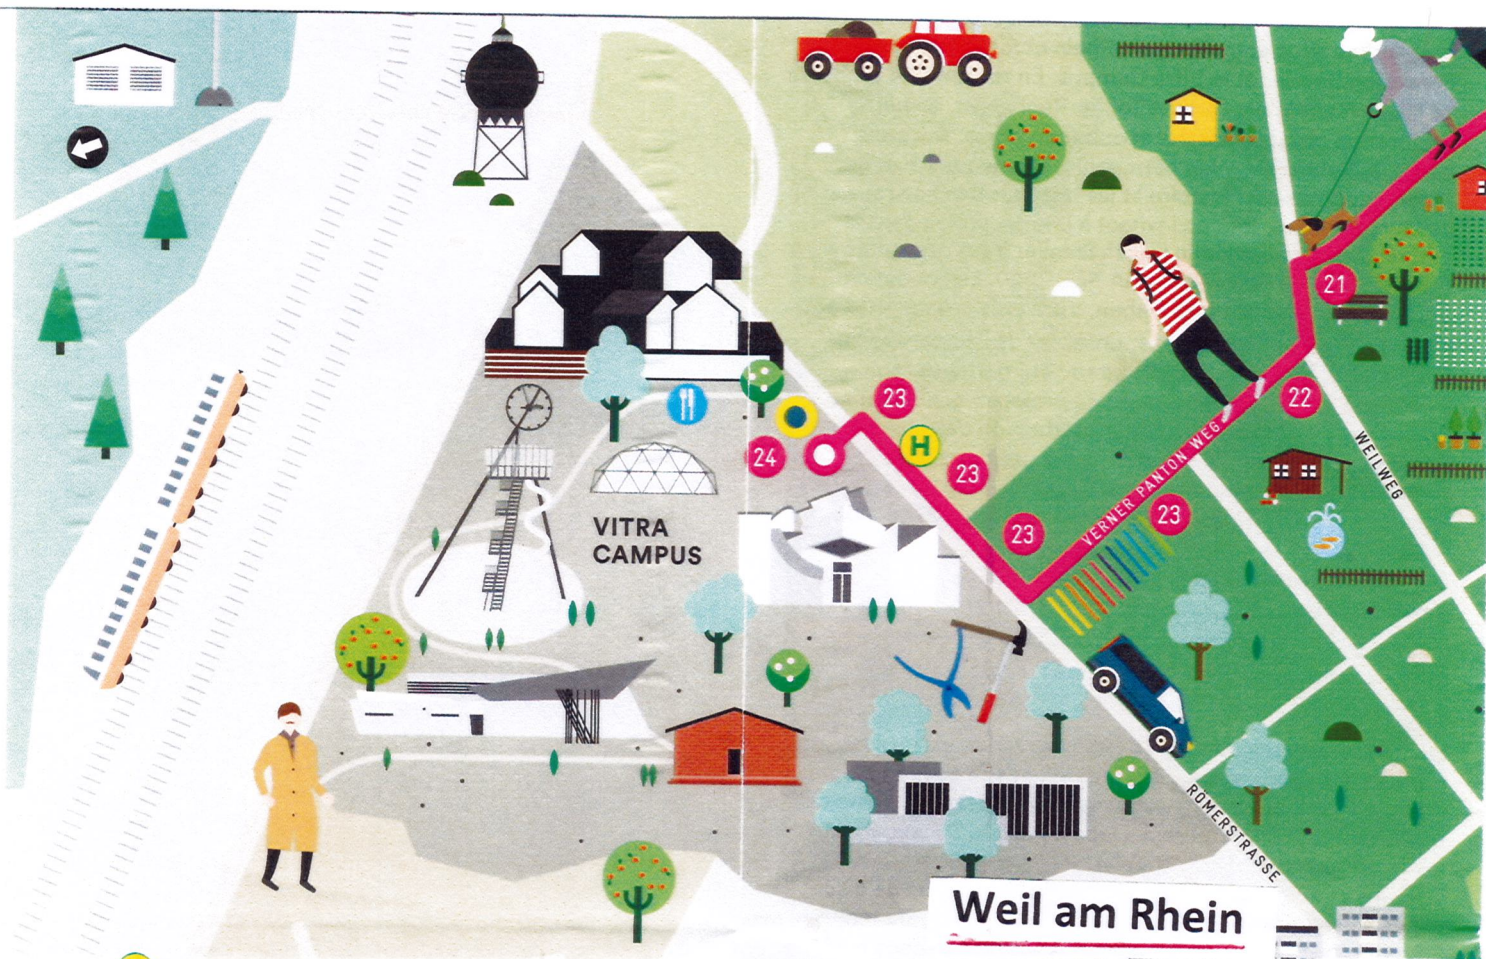 21
22
23
H
23
23
23
24
VERNER PANTON WEG
WEILWEG
VITRA
CAMPUS
RÖMERSTRASSE
Weil am Rhein